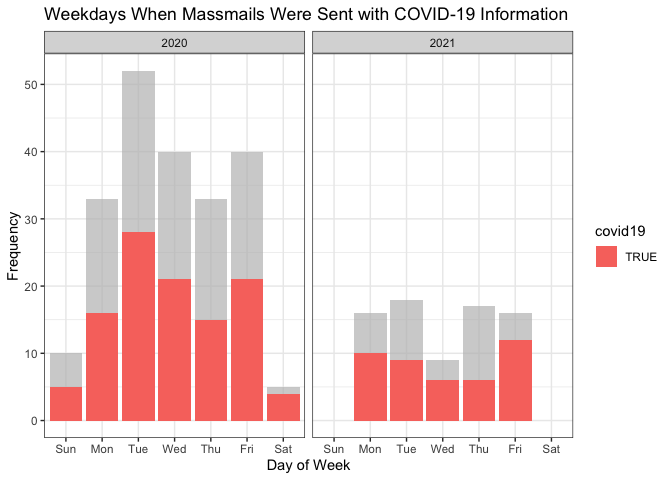 Weekdays When Massmails Were Sent with COVID-19 Information
2020 2021
50
40
30
20
10
0
Frequency
Sun Mon Tue Wed Thu Fri Sat Sun Mon Tue Wed Thu Fri Sat
Day of Week
covid19
TRUE